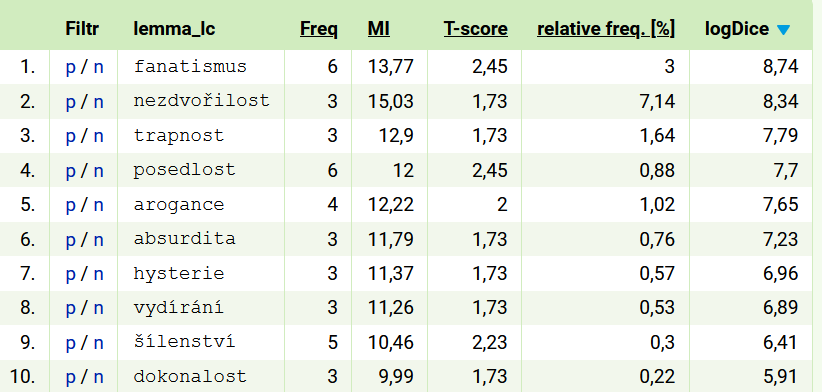 Filtr lemma_lc Freq MI T-score relative freq. [%] logDice
1. p / n fanatismus 6 13,77 2,45 3 8,74
2. p / n nezdvořilost 3 15,03 1,73 7,14 8,34
3. p / n trapnost 3 12,9 1,73 1,64 7,79
4. p / n posedlost 6 12 2,45 0,88 7,7
5. p / n arogance 4 12,22 2 1,02 7,65
6. p / n absurdita 3 11,79 1,73 0,76 7,23
7. p / n hysterie 3 11,37 1,73 0,57 6,96
8. p / n vydírání 3 11,26 1,73 0,53 6,89
9. p / n šílenství 5 10,46 2,23 0,3 6,41
10. p / n dokonalost 3 9,99 1,73 0,22 5,91